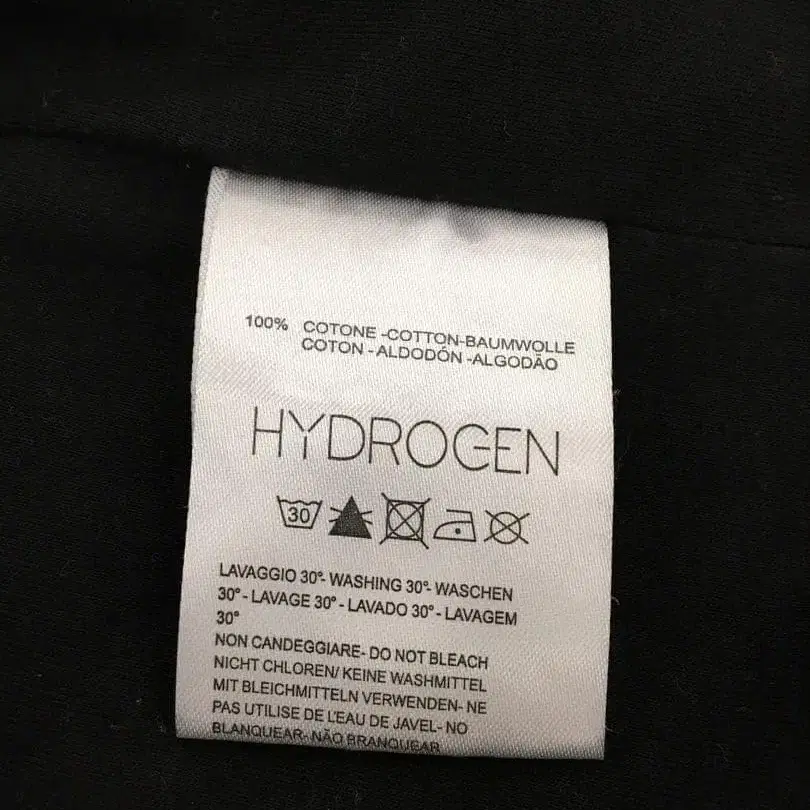 100% COTONE -COTTON-BAUMWOLLE
COTON - ALDODÓN -ALGODÃO
HYDROGEN
30
LAVAGGIO 30°- WASHING 30°- WASCHEN
30° - LAVAGE 30° - LAVADO 30° - LAVAGEM
30°
NON CANDEGGIARE- DO NOT BLEACH
NICHT CHLOREN/ KEINE WASHMITTEL
MIT BLEICHMITTELN VERWENDEN- NE
PAS UTILISE DE L'EAU DE JAVEL- NO
BLANQUEAR- NÃO BRANQUEAR